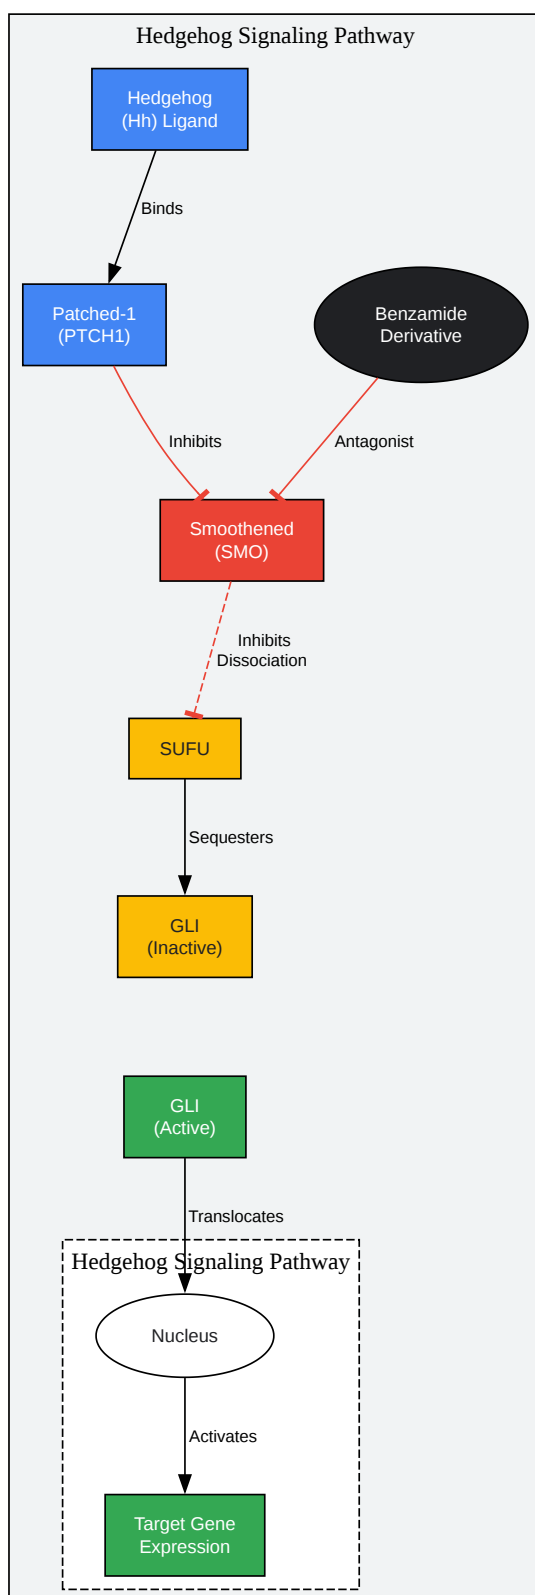 Hedgehog Signaling Pathway
Hedgehog
(Hh) Ligand
Binds
Patched-1
(PTCH1)
Benzamide
Derivative
Inhibits
Antagonist
Smoothened
(SMO)
Inhibits
Dissociation
SUFU
Sequesters
GLI
(Inactive)
GLI
(Active)
Translocates
Hedgehog Signaling Pathway
Nucleus
Activates
Target Gene
Expression